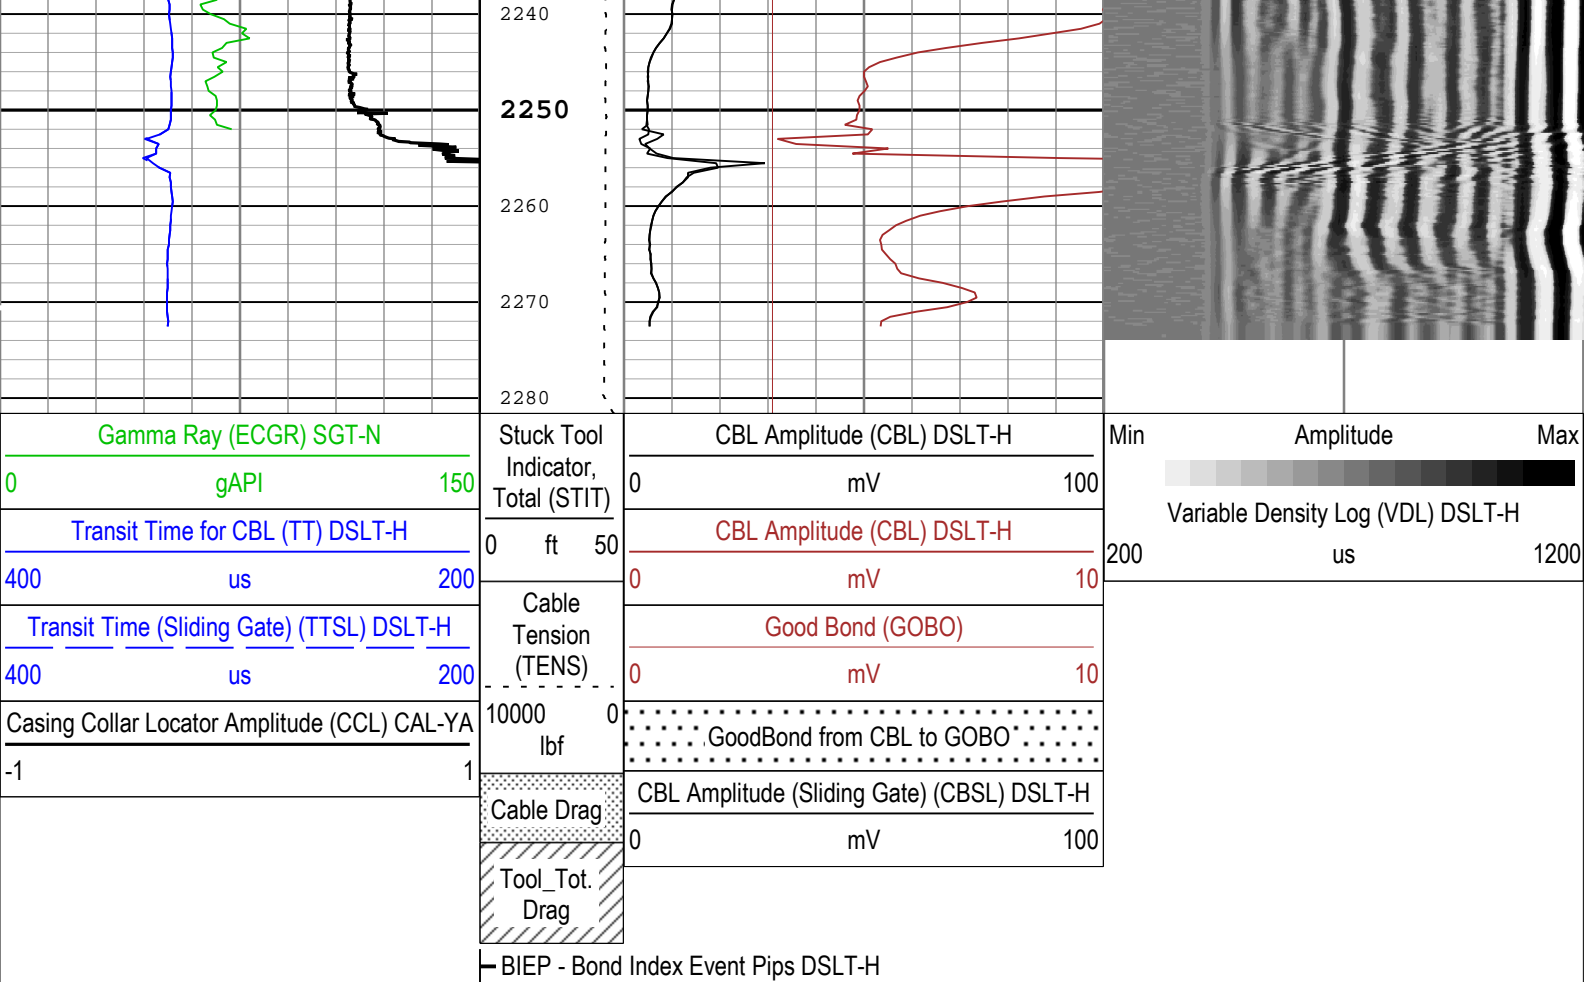 2240
2250
2260
2270
2280
Gamma Ray (ECGR) SGT-N
0 gAPI 150
Transit Time for CBL (TT) DSLT-H
400 us 200
Transit Time (Sliding Gate) (TTSL) DSLT-H
400 us 200
Casing Collar Locator Amplitude (CCL) CAL-YA
-1 1
Stuck Tool
Indicator,
Total (STIT)
0 ft 50
Cable
Tension
(TENS)
10000 0
lbf
Cable Drag
Tool_Tot.
Drag
CBL Amplitude (CBL) DSLT-H
0 mV 100
CBL Amplitude (CBL) DSLT-H
0 mV 10
Good Bond (GOBO)
0 mV 10
GoodBond from CBL to GOBO
CBL Amplitude (Sliding Gate) (CBSL) DSLT-H
0 mV 100
Min Amplitude Max
Variable Density Log (VDL) DSLT-H
200 us 1200
BIEP - Bond Index Event Pips DSLT-H